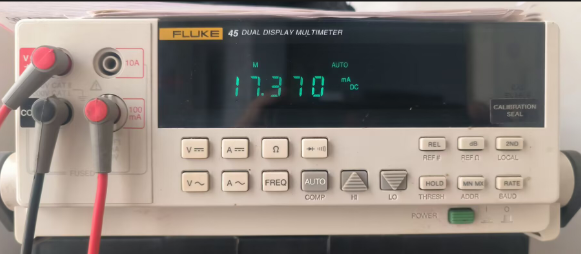 FLUKE 45 DUAL DISPLAY MULTIMETER
10A
M AUTO
17.370 mA DC
100 mA
CALIBRATION
SEAL
V A Ω REL dB 2ND
REF # REF Ω LOCAL
V A FREQ AUTO HOLD MN MX RATE
COMP HI LO THRESH ADDR BAUD
POWER
FUSED